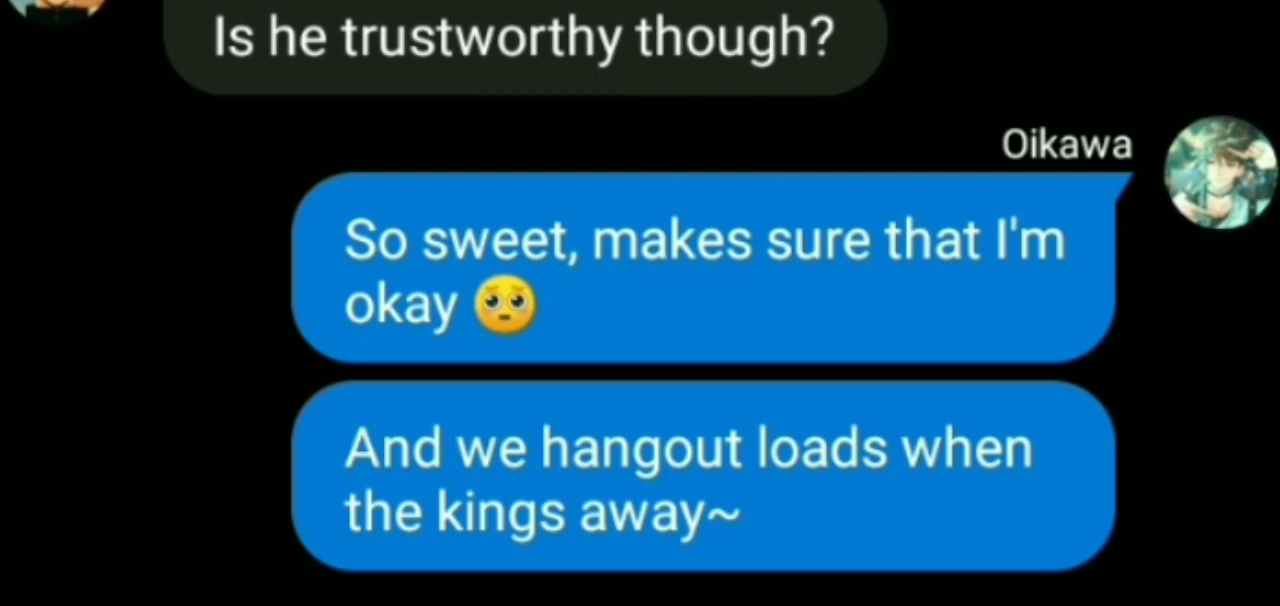 Is he trustworthy though?
Oikawa
So sweet, makes sure that I'm
okay 🥺
And we hangout loads when
the kings away~